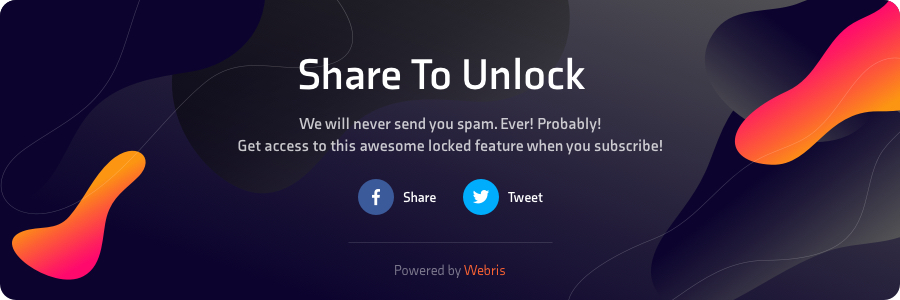 Share To Unlock
We will never send you spam. Ever! Probably!
Get access to this awesome locked feature when you subscribe!
Share Tweet
Powered by Webris